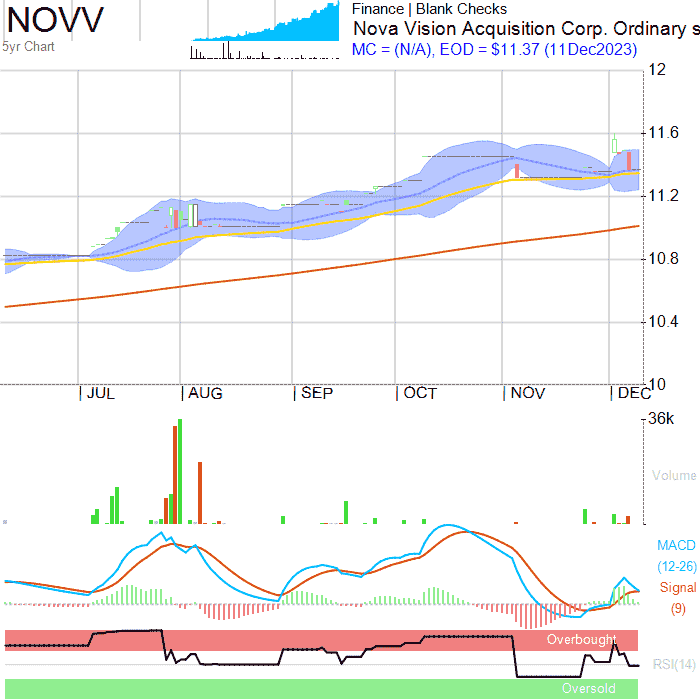 NOVV
5yr Chart
Finance | Blank Checks
Nova Vision Acquisition Corp. Ordinary s
MC = (N/A), EOD = $11.37 (11Dec2023)
12
11.6
11.2
10.8
10.4
10
JUL AUG SEP OCT NOV DEC
36k
Volume
MACD
(12-26)
Signal
(9)
Overbought
RSI(14)
Oversold